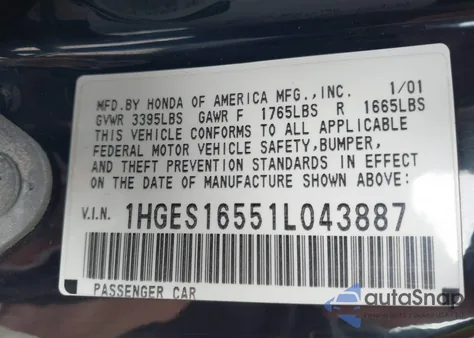 MFD.BY HONDA OF AMERICA MFG.,INC. 1/01
GVWR 3395LBS GAWR F 1765LBS R 1665LBS
THIS VEHICLE CONFORMS TO ALL APPLICABLE
FEDERAL MOTOR VEHICLE SAFETY,BUMPER,
AND THEFT PREVENTION STANDARDS IN EFFECT
ON THE DATE OF MANUFACTURE SHOWN ABOVE:
V.I.N. 1HGES16551L043887
PASSENGER CAR
autoSnap